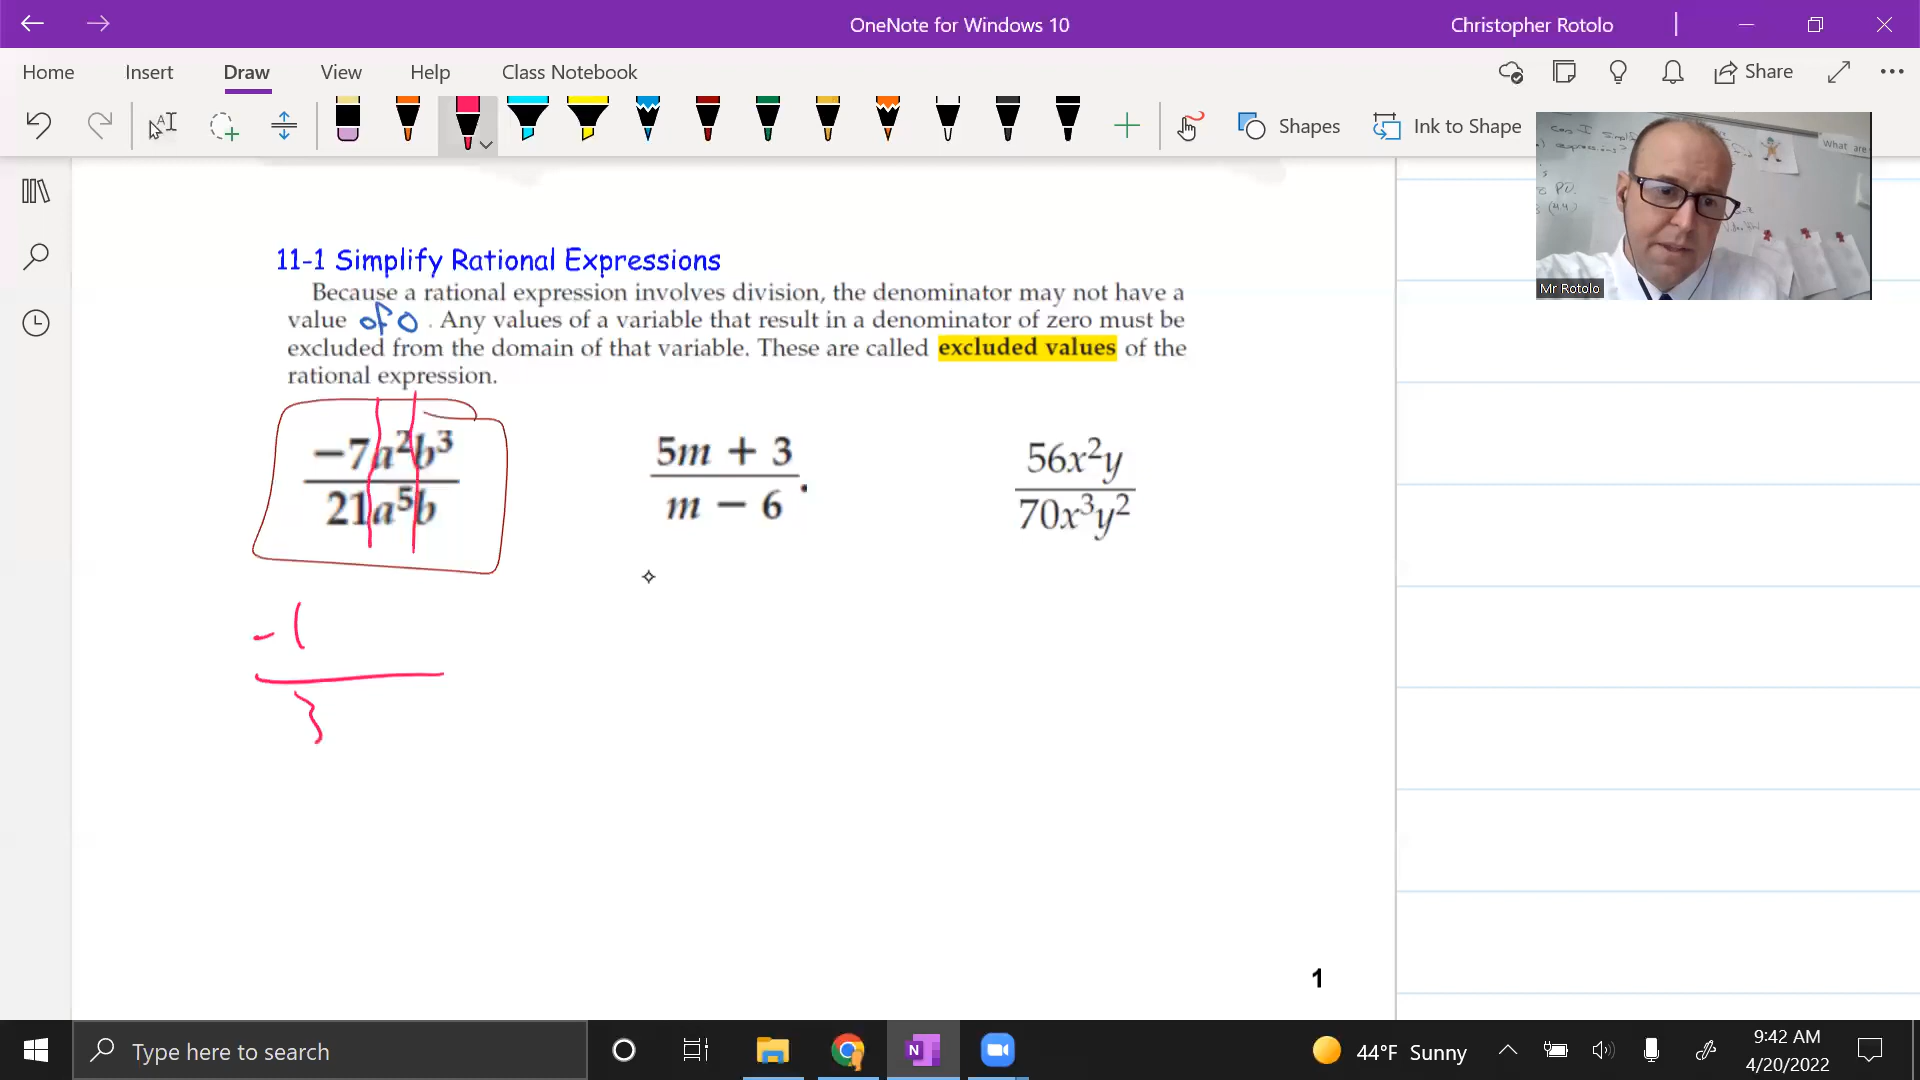 OneNote for Windows 10
Christopher Rotolo
Home Insert Draw View Help Class Notebook
Share
Shapes
Ink to Shape
What are
Mr Rotolo
11-1 Simplify Rational Expressions
Because a rational expression involves division, the denominator may not have a
value of 0 . Any values of a variable that result in a denominator of zero must be
excluded from the domain of that variable. These are called excluded values of the
rational expression.
−7a²b³
21a⁵b
5m + 3
m − 6
.
56x²y
70x³y²
-1
3
1
Type here to search
44°F Sunny
9:42 AM
4/20/2022